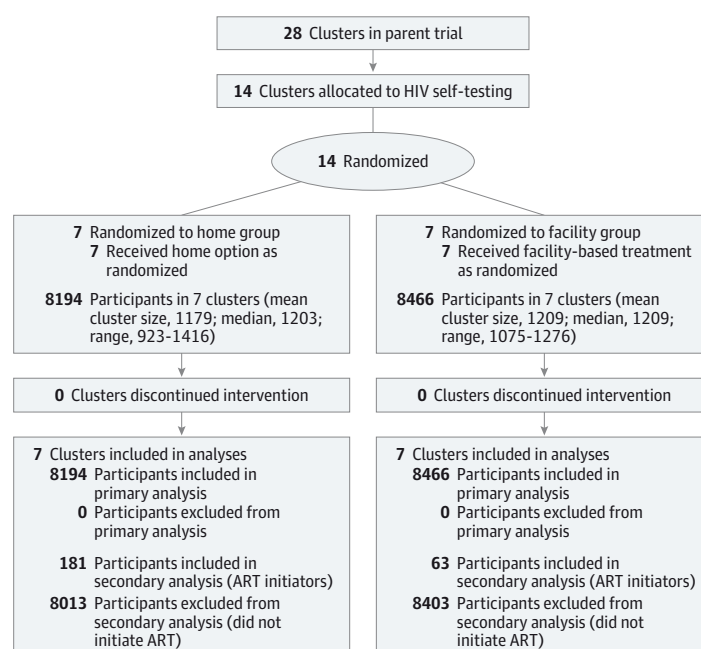 28 Clusters in parent trial
14 Clusters allocated to HIV self-testing
14 Randomized
7 Randomized to home group
7 Received home option as
randomized
8194 Participants in 7 clusters (mean
cluster size, 1179; median, 1203;
range, 923-1416)
7 Randomized to facility group
7 Received facility-based treatment
as randomized
8466 Participants in 7 clusters (mean
cluster size, 1209; median, 1209;
range, 1075-1276)
0 Clusters discontinued intervention
0 Clusters discontinued intervention
7 Clusters included in analyses
8194 Participants included in
primary analysis
0 Participants excluded from
primary analysis
181 Participants included in
secondary analysis (ART initiators)
8013 Participants excluded from
secondary analysis (did not
initiate ART)
7 Clusters included in analyses
8466 Participants included in
primary analysis
0 Participants excluded from
primary analysis
63 Participants included in
secondary analysis (ART initiators)
8403 Participants excluded from
secondary analysis (did not
initiate ART)